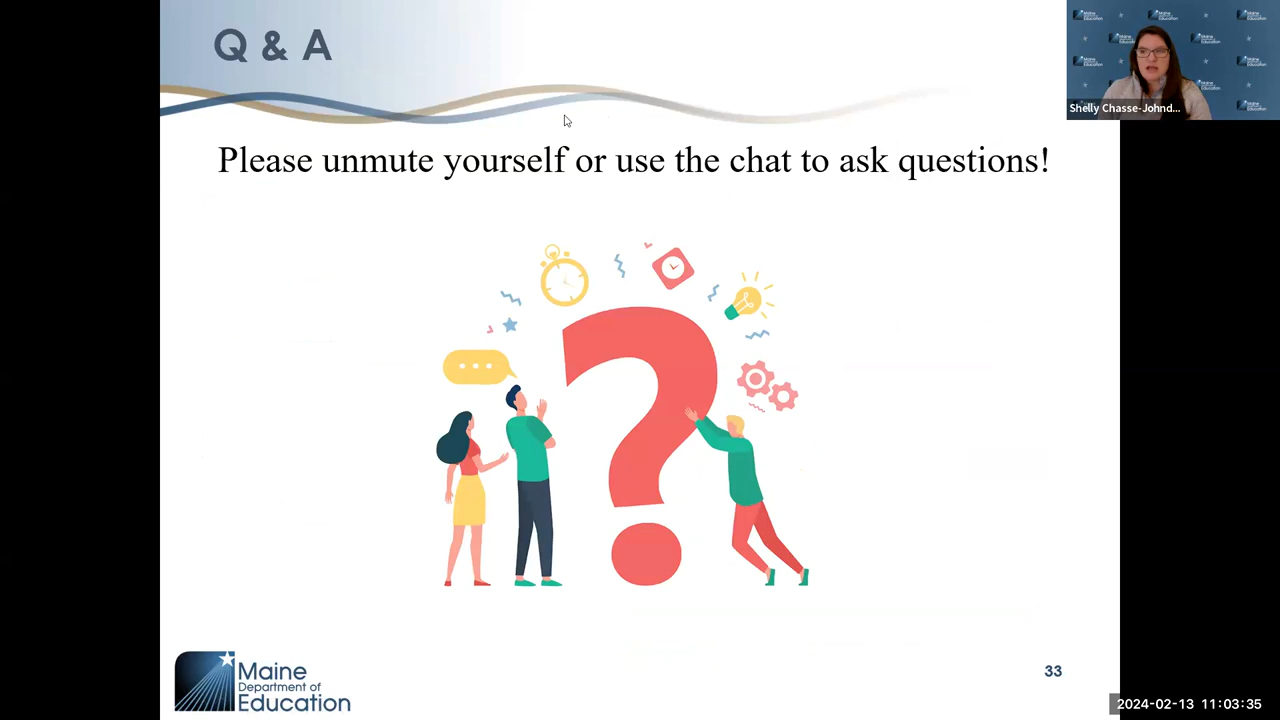 Q & A
Shelly Chasse-Johnd...
Please unmute yourself or use the chat to ask questions!
Maine
Department of
Education
33
2024-02-13 11:03:35